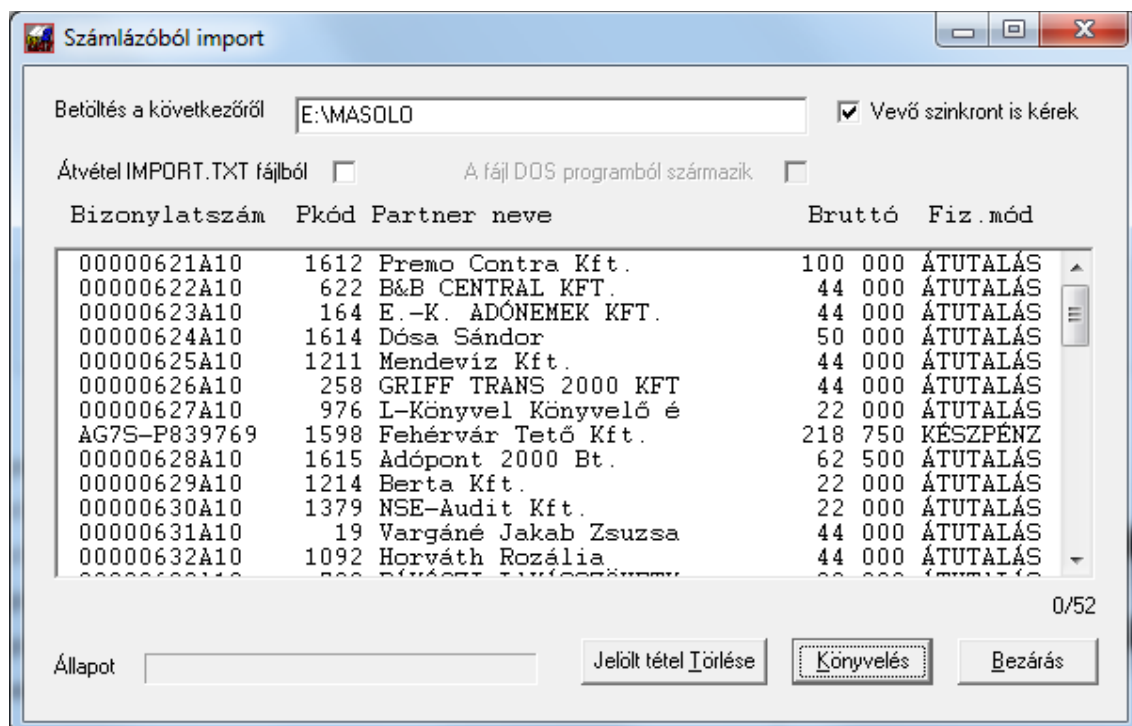 Számlázóból import
Betöltés a következőről E:\MASOLO Vevő szinkront is kérek
Átvétel IMPORT.TXT fájlból A fájl DOS programból származik
Bizonylatszám Pkód Partner neve Bruttó Fiz.mód
00000621A10 1612 Premo Contra Kft. 100 000 ÁTUTALÁS
00000622A10 622 B&B CENTRAL KFT. 44 000 ÁTUTALÁS
00000623A10 164 E.-K. ADÓNEMEK KFT. 44 000 ÁTUTALÁS
00000624A10 1614 Dósa Sándor 50 000 ÁTUTALÁS
00000625A10 1211 Mendevíz Kft. 44 000 ÁTUTALÁS
00000626A10 258 GRIFF TRANS 2000 KFT 44 000 ÁTUTALÁS
00000627A10 976 L-Könyvel Könyvelő é 22 000 ÁTUTALÁS
AG7S-P839769 1598 Fehérvár Tető Kft. 218 750 KÉSZPÉNZ
00000628A10 1615 Adópont 2000 Bt. 62 500 ÁTUTALÁS
00000629A10 1214 Berta Kft. 22 000 ÁTUTALÁS
00000630A10 1379 NSE-Audit Kft. 22 000 ÁTUTALÁS
00000631A10 19 Vargáné Jakab Zsuzsa 44 000 ÁTUTALÁS
00000632A10 1092 Horváth Rozália 44 000 ÁTUTALÁS
0/52
Állapot Jelölt tétel Törlése Könyvelés Bezárás